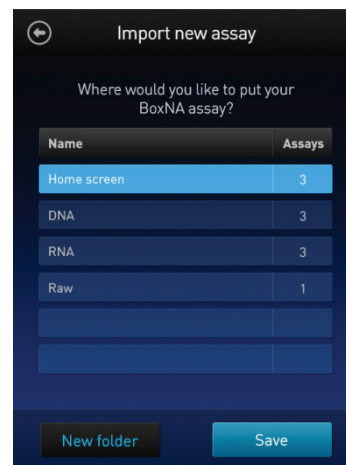 Import new assay
Where would you like to put your
BoxNA assay?
Name Assays
Home screen 3
DNA 3
RNA 3
Raw 1
New folder Save